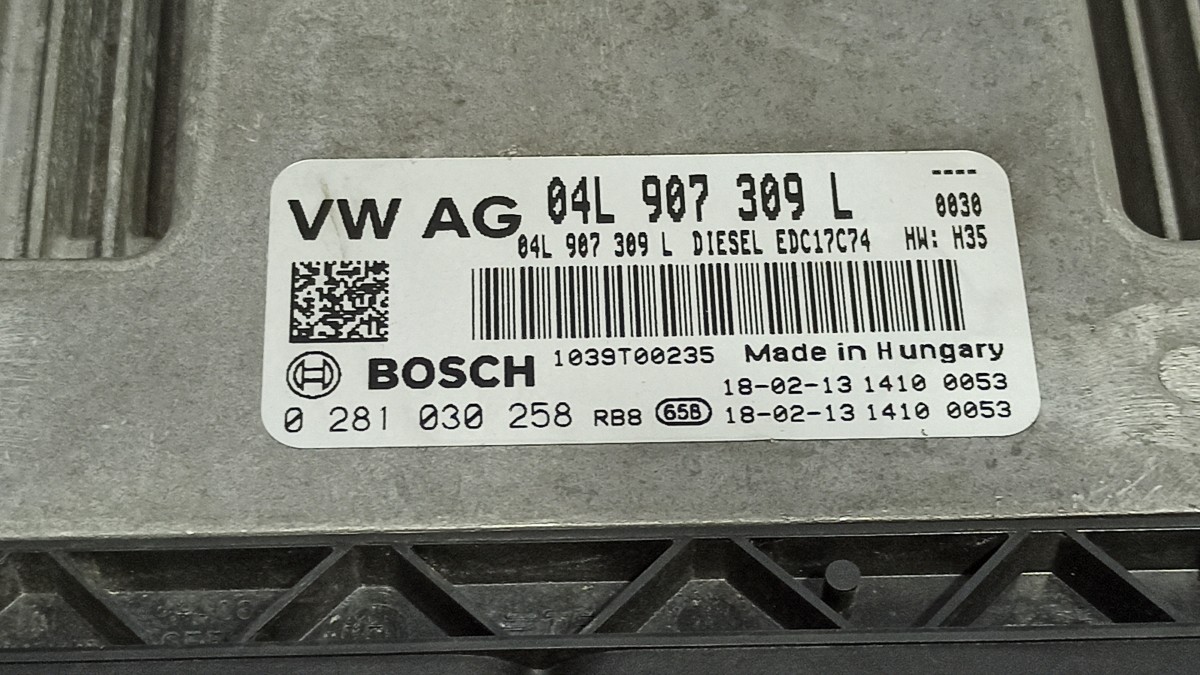 ----
VW AG 04L 907 309 L 0030
04L 907 309 L DIESEL EDC17C74 HW: H35
1039T00235 Made in Hungary
BOSCH
18-02-13 1410 0053
0 281 030 258 RB8 65B 18-02-13 1410 0053